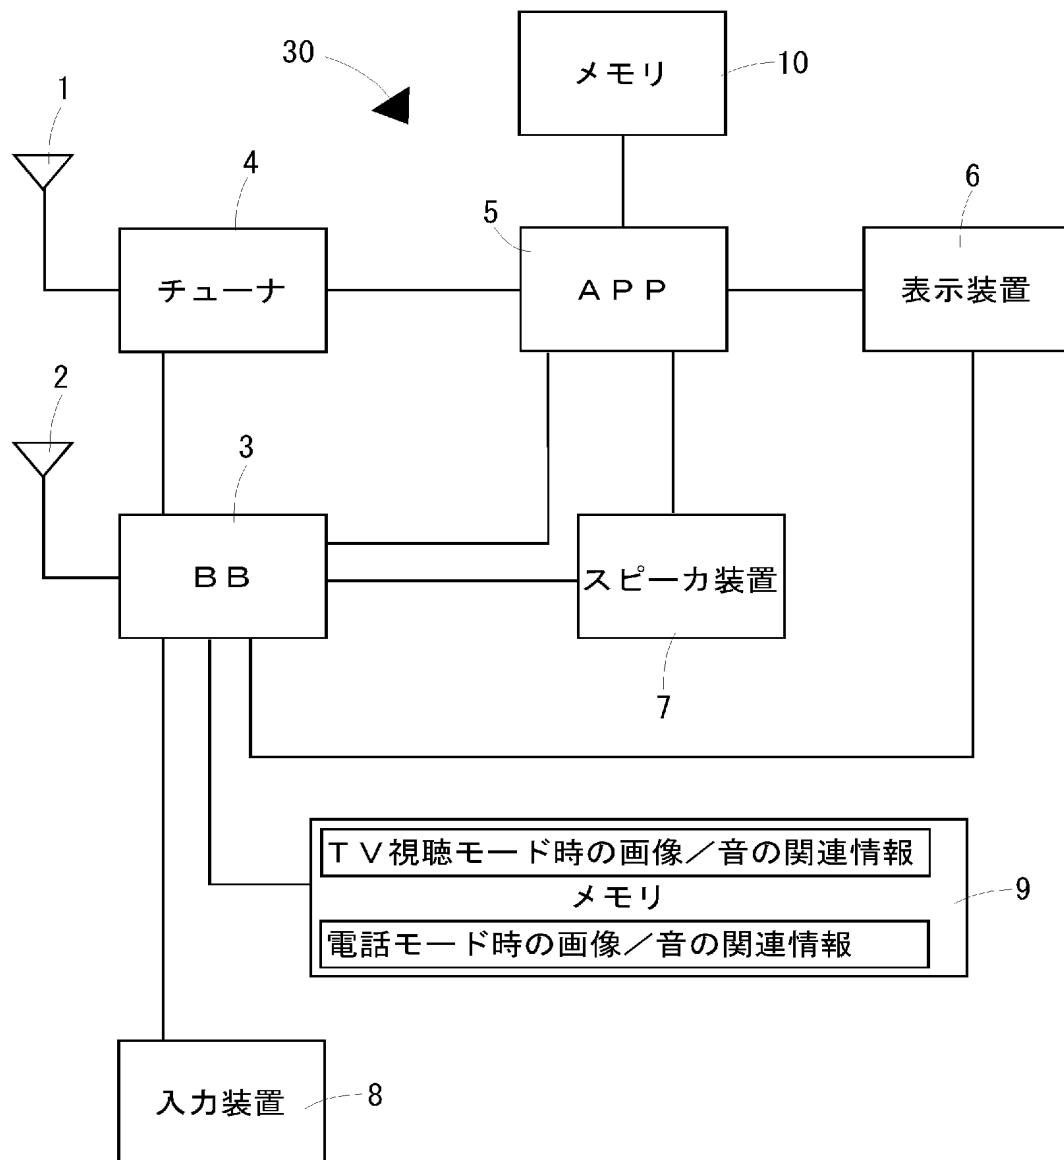 30
メモリ
10
1
4
5
6
チューナ
APP
表示装置
2
3
BB
スピーカ装置
7
TV視聴モード時の画像／音の関連情報
メモリ
9
電話モード時の画像／音の関連情報
入力装置
8